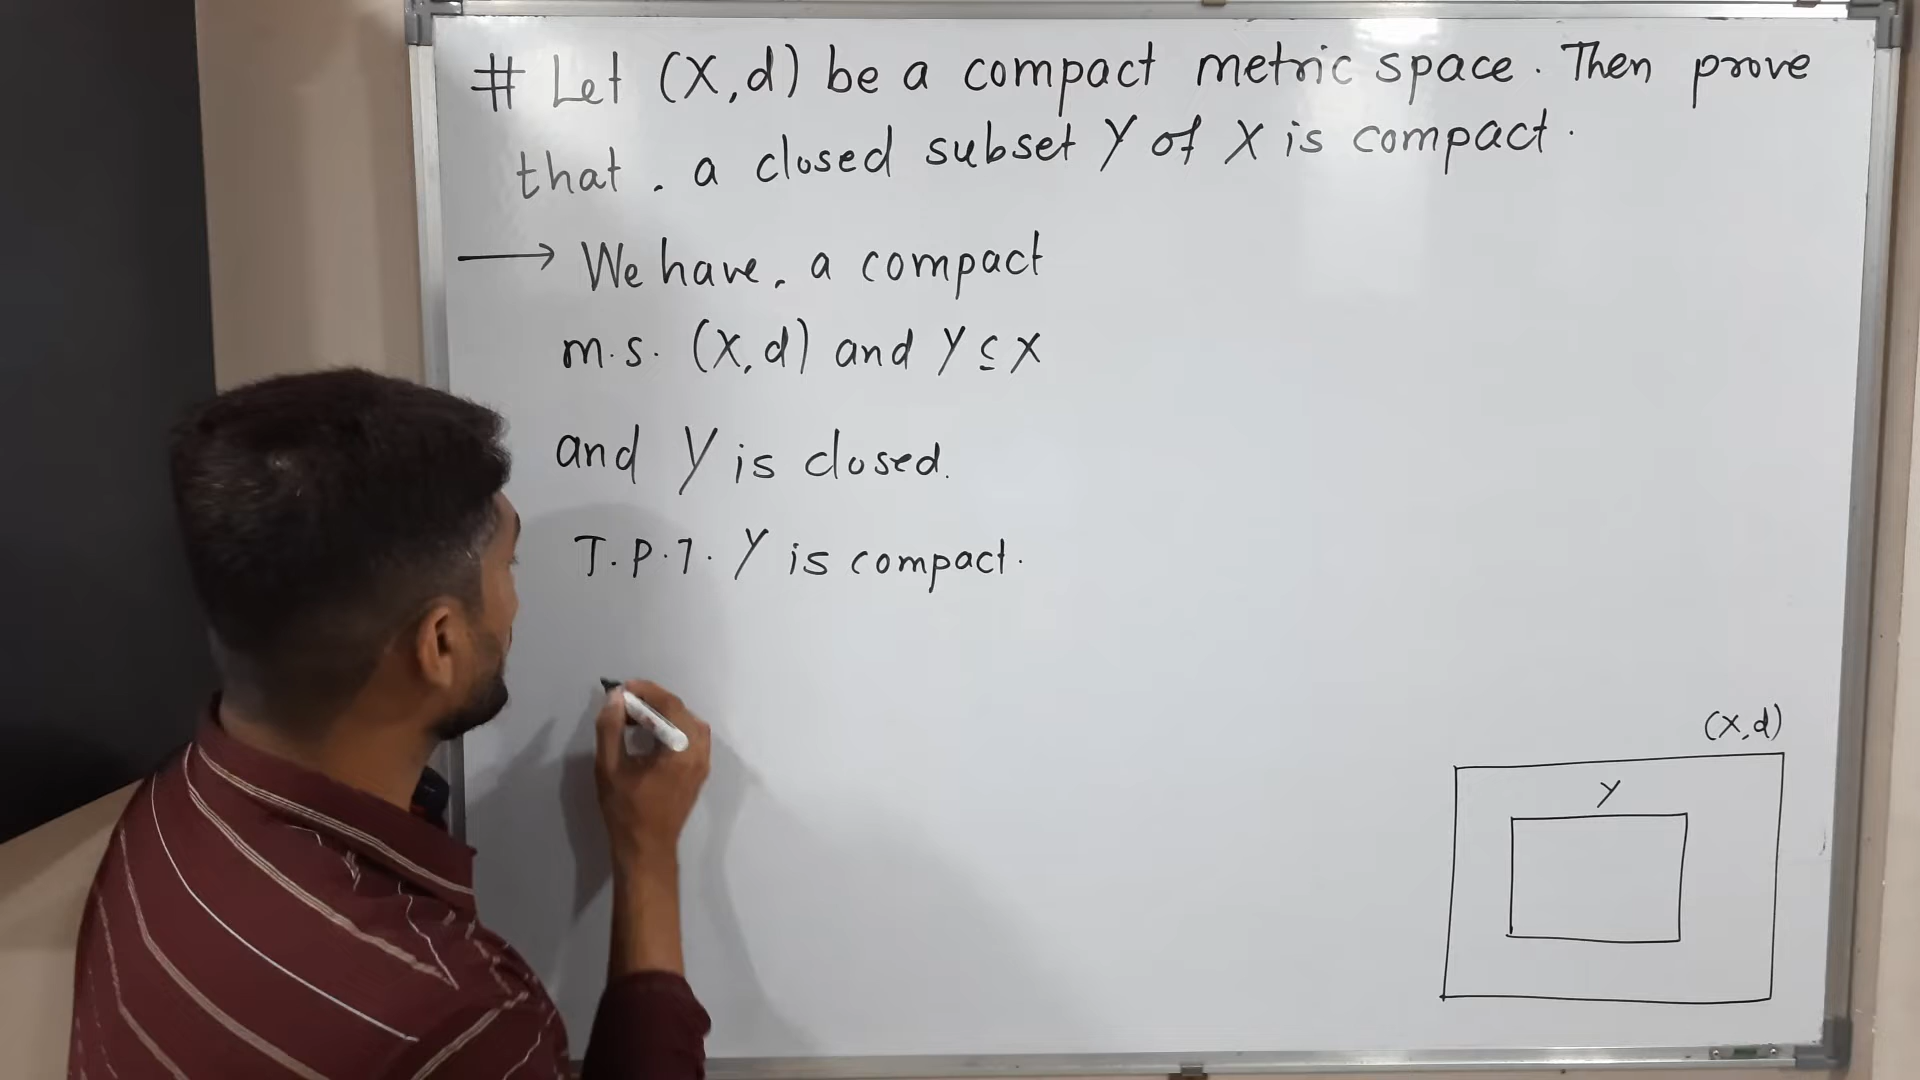 # Let (X,d) be a compact metric space. Then prove
that . a closed subset Y of X is compact.
→ We have, a compact
m.s. (X,d) and Y ⊆ X
and Y is closed.
T.P.T. Y is compact.
(X,d)
Y